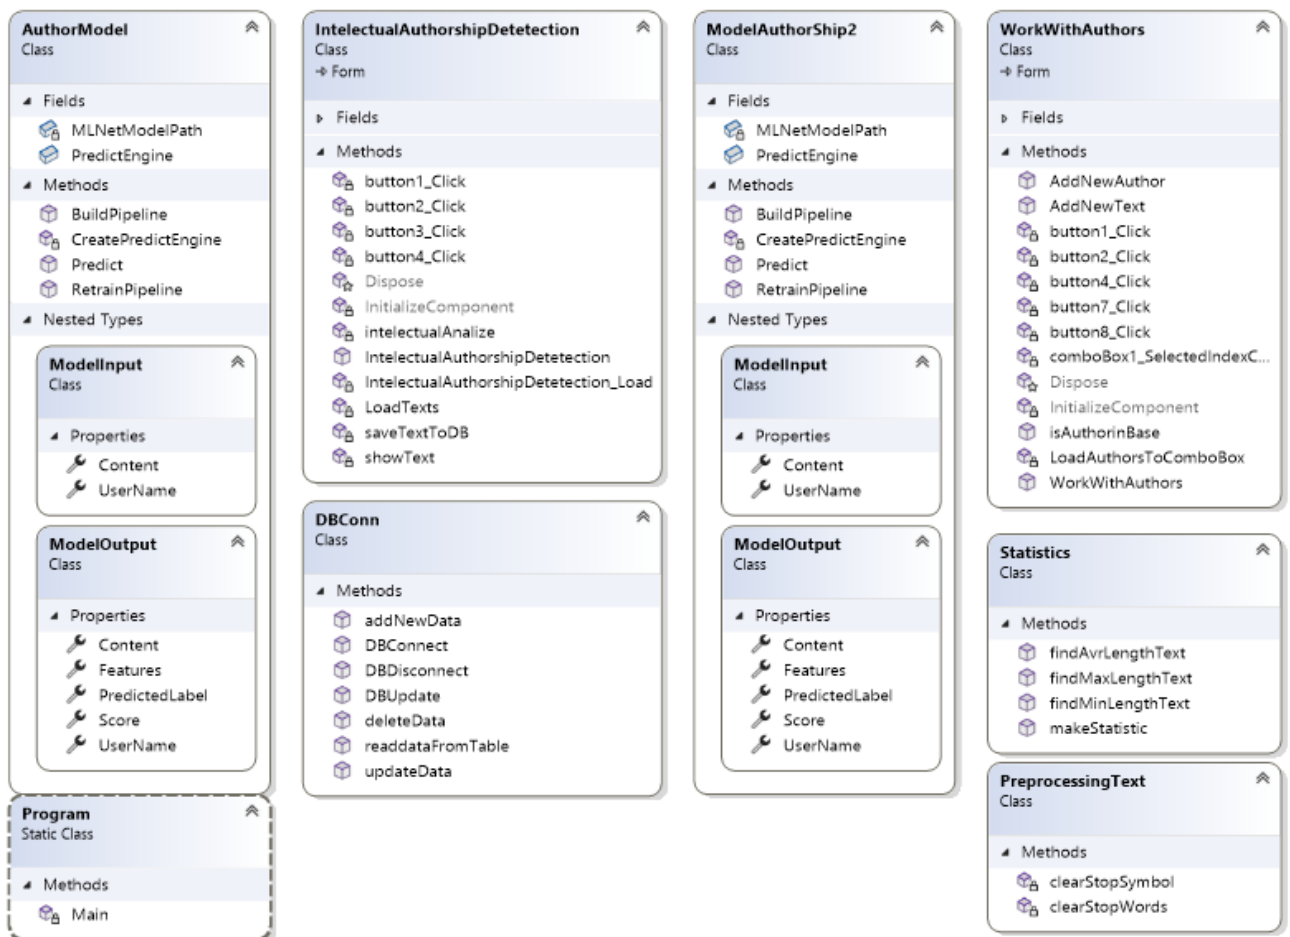 AuthorModel
Class
Fields
MLNetModelPath
PredictEngine
Methods
BuildPipeline
CreatePredictEngine
Predict
RetrainPipeline
Nested Types
ModelInput
Class
Properties
Content
UserName
ModelOutput
Class
Properties
Content
Features
PredictedLabel
Score
UserName
Program
Static Class
Methods
Main
IntelectualAuthorshipDetetection
Class
Form
Fields
Methods
button1_Click
button2_Click
button3_Click
button4_Click
Dispose
InitializeComponent
intelectualAnalize
IntelectualAuthorshipDetetection
IntelectualAuthorshipDetetection_Load
LoadTexts
saveTextToDB
showText
DBConn
Class
Methods
addNewData
DBConnect
DBDisconnect
DBUpdate
deleteData
readdataFromTable
updateData
ModelAuthorShip2
Class
Fields
MLNetModelPath
PredictEngine
Methods
BuildPipeline
CreatePredictEngine
Predict
RetrainPipeline
Nested Types
ModelInput
Class
Properties
Content
UserName
ModelOutput
Class
Properties
Content
Features
PredictedLabel
Score
UserName
WorkWithAuthors
Class
Form
Fields
Methods
AddNewAuthor
AddNewText
button1_Click
button2_Click
button4_Click
button7_Click
button8_Click
comboBox1_SelectedIndexC...
Dispose
InitializeComponent
isAuthorinBase
LoadAuthorsToComboBox
WorkWithAuthors
Statistics
Class
Methods
findAvrLengthText
findMaxLengthText
findMinLengthText
makeStatistic
PreprocessingText
Class
Methods
clearStopSymbol
clearStopWords